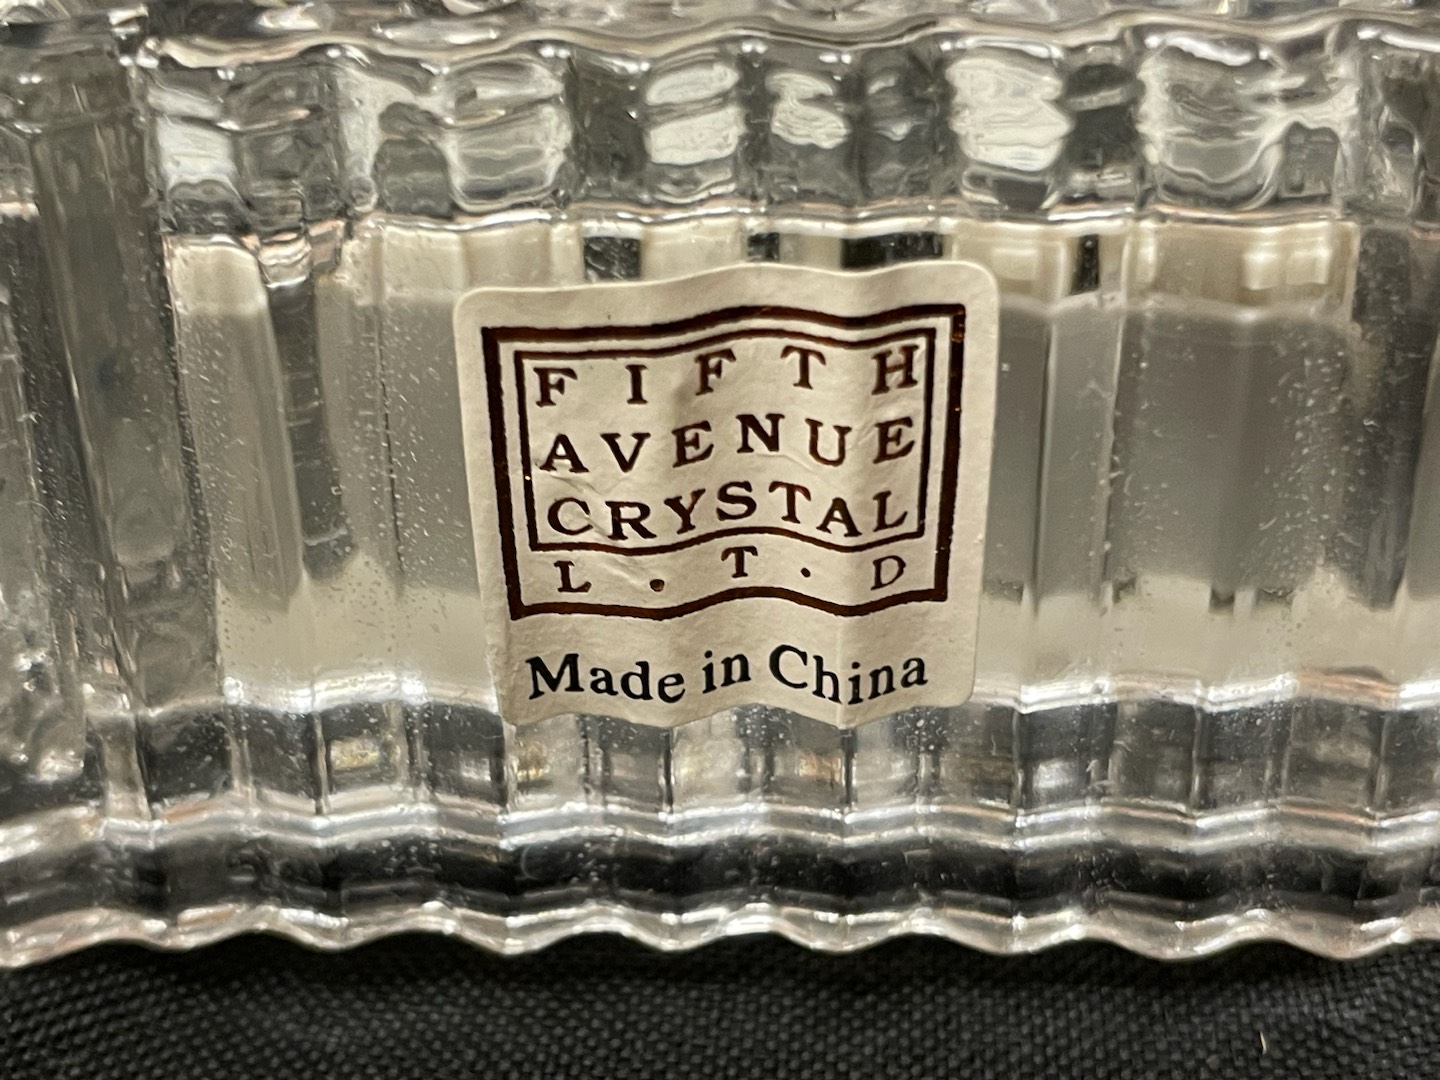 FIFTH
AVENUE
CRYSTAL
L.T.D
Made in China